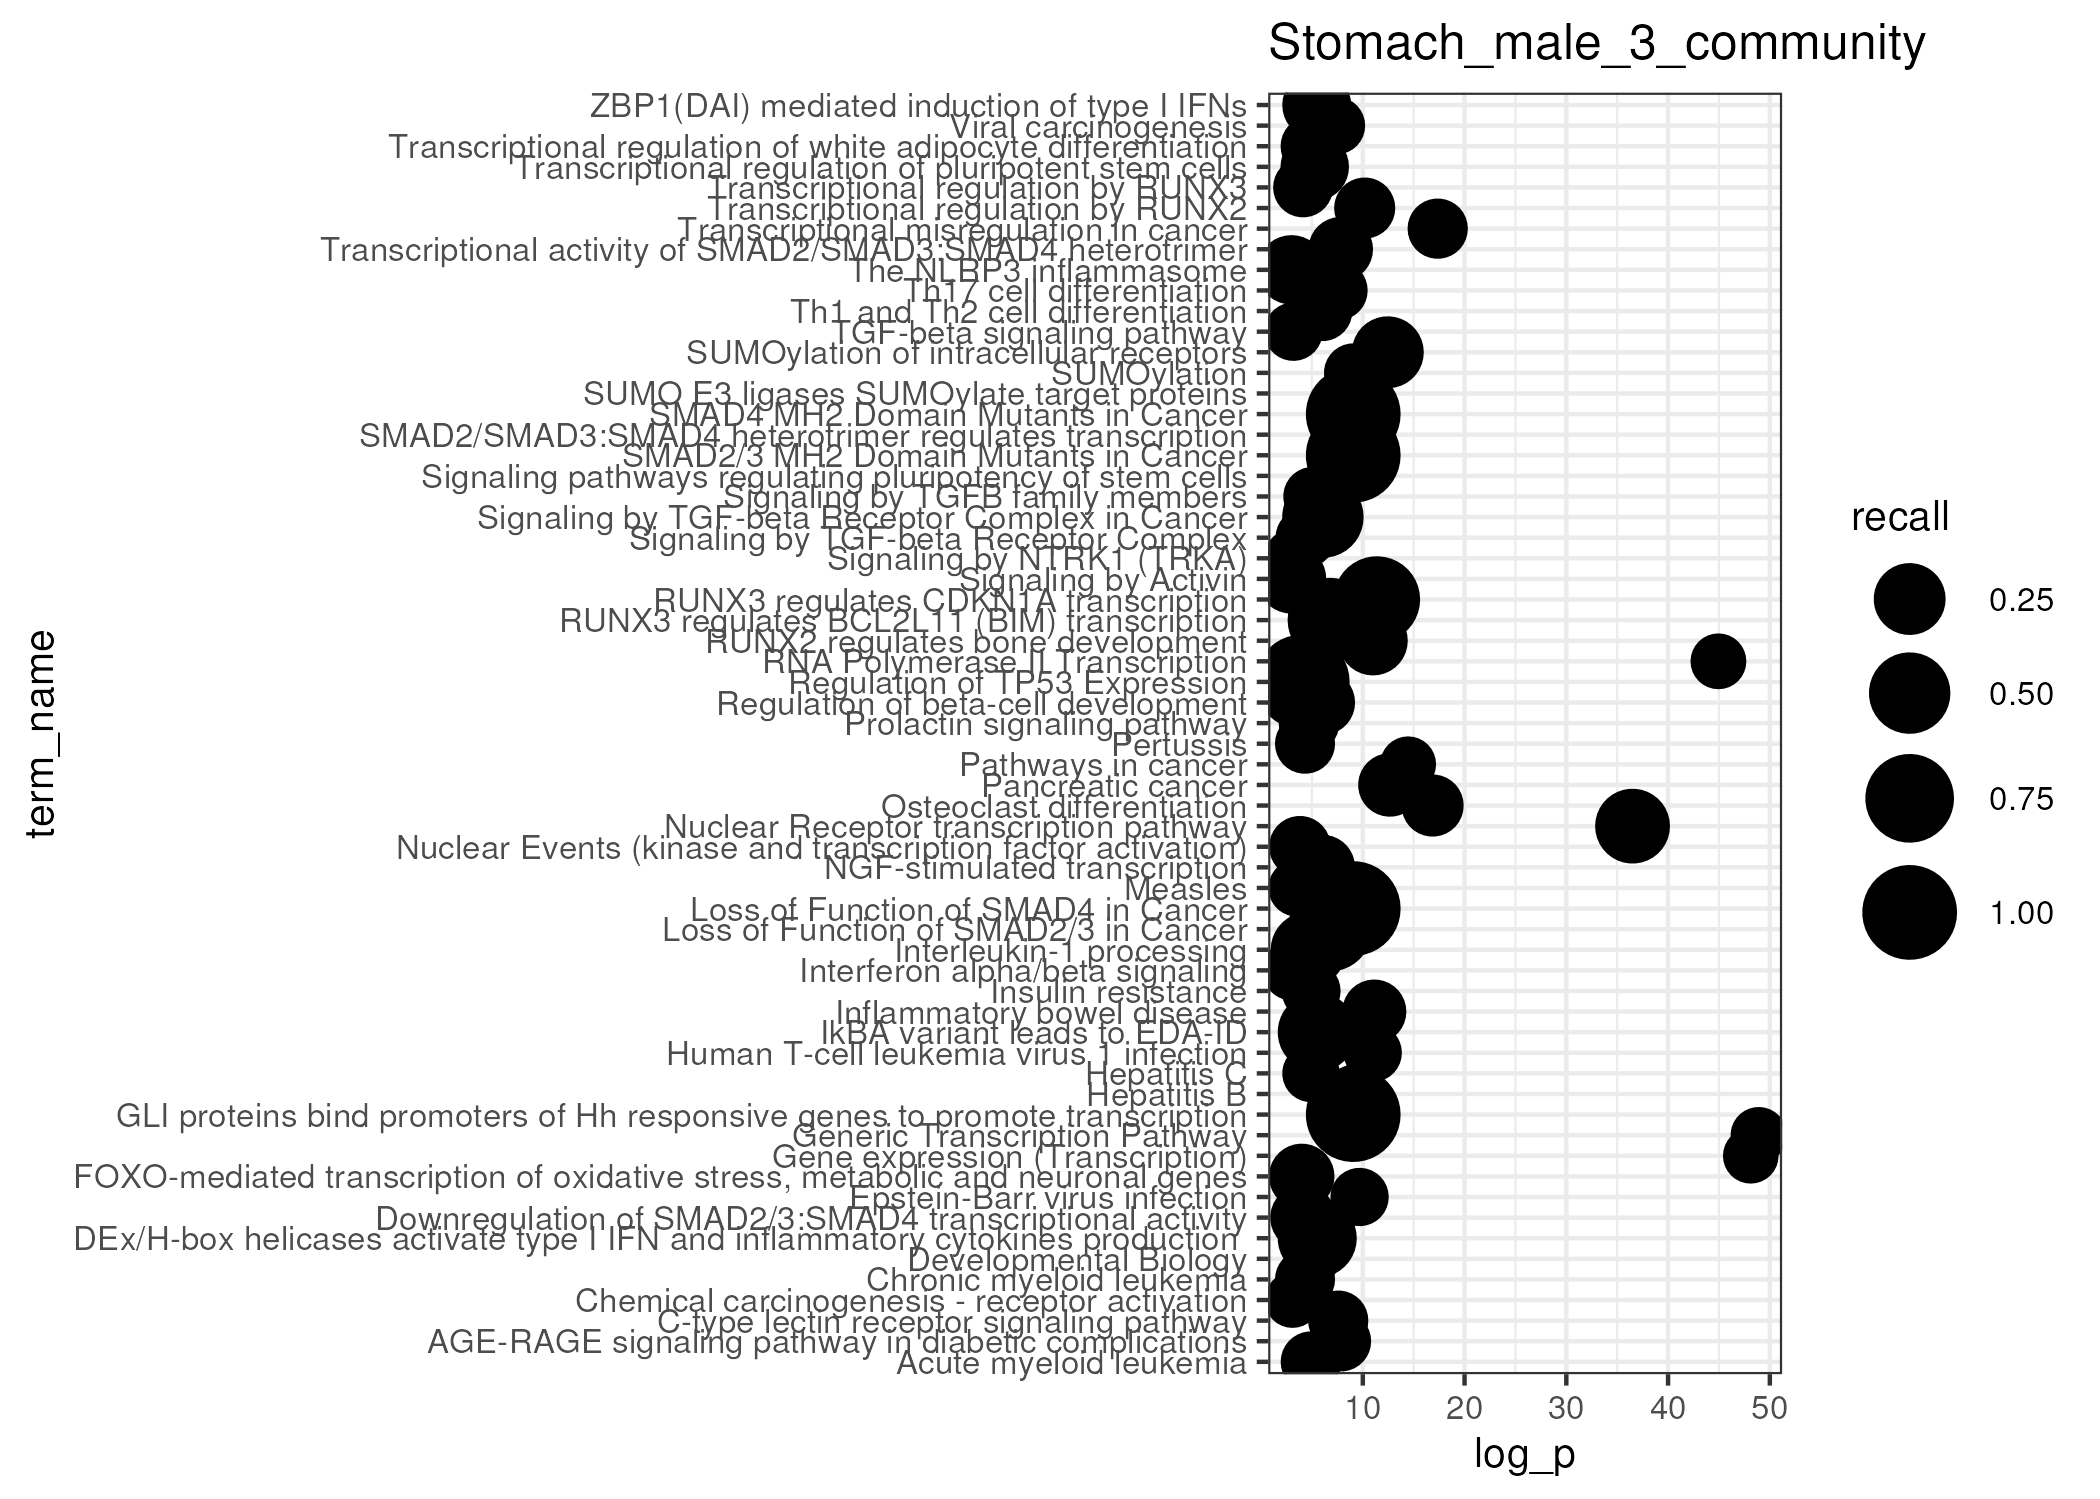 Stomach_male_3_community
term_name
ZBP1(DAI) mediated induction of type I IFNs
Viral carcinogenesis
Transcriptional regulation of white adipocyte differentiation
Transcriptional regulation of pluripotent stem cells
Transcriptional regulation by RUNX3
Transcriptional regulation by RUNX2
Transcriptional misregulation in cancer
Transcriptional activity of SMAD2/SMAD3:SMAD4 heterotrimer
The NLRP3 inflammasome
Th17 cell differentiation
Th1 and Th2 cell differentiation
TGF-beta signaling pathway
SUMOylation of intracellular receptors
SUMOylation
SUMO E3 ligases SUMOylate target proteins
SMAD4 MH2 Domain Mutants in Cancer
SMAD2/SMAD3:SMAD4 heterotrimer regulates transcription
SMAD2/3 MH2 Domain Mutants in Cancer
Signaling pathways regulating pluripotency of stem cells
Signaling by TGFB family members
Signaling by TGF-beta Receptor Complex in Cancer
Signaling by TGF-beta Receptor Complex
Signaling by NTRK1 (TRKA)
Signaling by Activin
RUNX3 regulates CDKN1A transcription
RUNX3 regulates BCL2L11 (BIM) transcription
RUNX2 regulates bone development
RNA Polymerase II Transcription
Regulation of TP53 Expression
Regulation of beta-cell development
Prolactin signaling pathway
Pertussis
Pathways in cancer
Pancreatic cancer
Osteoclast differentiation
Nuclear Receptor transcription pathway
Nuclear Events (kinase and transcription factor activation)
NGF-stimulated transcription
Measles
Loss of Function of SMAD4 in Cancer
Loss of Function of SMAD2/3 in Cancer
Interleukin-1 processing
Interferon alpha/beta signaling
Insulin resistance
Inflammatory bowel disease
IkBA variant leads to EDA-ID
Human T-cell leukemia virus 1 infection
Hepatitis C
Hepatitis B
GLI proteins bind promoters of Hh responsive genes to promote transcription
Generic Transcription Pathway
Gene expression (Transcription)
FOXO-mediated transcription of oxidative stress, metabolic and neuronal genes
Epstein-Barr virus infection
Downregulation of SMAD2/3:SMAD4 transcriptional activity
DEx/H-box helicases activate type I IFN and inflammatory cytokines production
Developmental Biology
Chronic myeloid leukemia
Chemical carcinogenesis - receptor activation
C-type lectin receptor signaling pathway
AGE-RAGE signaling pathway in diabetic complications
Acute myeloid leukemia
10 20 30 40 50
log_p
recall
0.25
0.50
0.75
1.00